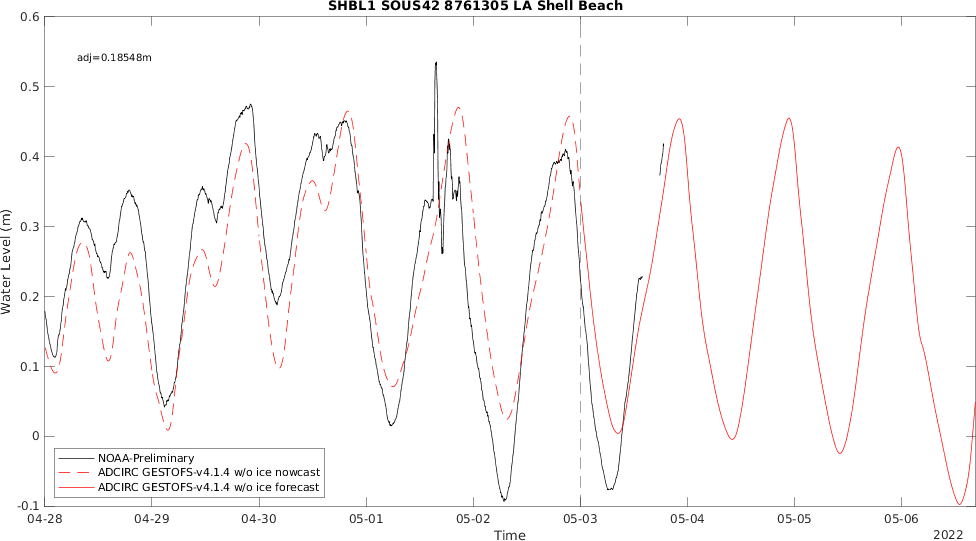 SHBL1 SOUS42 8761305 LA Shell Beach
0.6
adj=0.18548m
0.5
0.4
0.3
Water Level (m)
0.2
0.1
0
NOAA-Preliminary
ADCIRC GESTOFS-v4.1.4 w/o ice nowcast
ADCIRC GESTOFS-v4.1.4 w/o ice forecast
-0.1
04-28 04-29 04-30 05-01 05-02 05-03 05-04 05-05 05-06
Time
2022